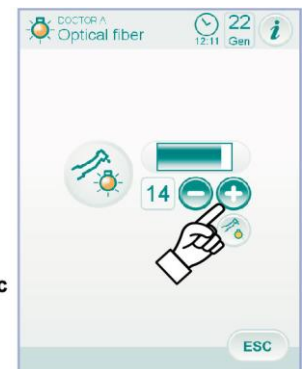 DOCTOR A
Optical fiber
12:11
22
Gen
i
14
c
ESC